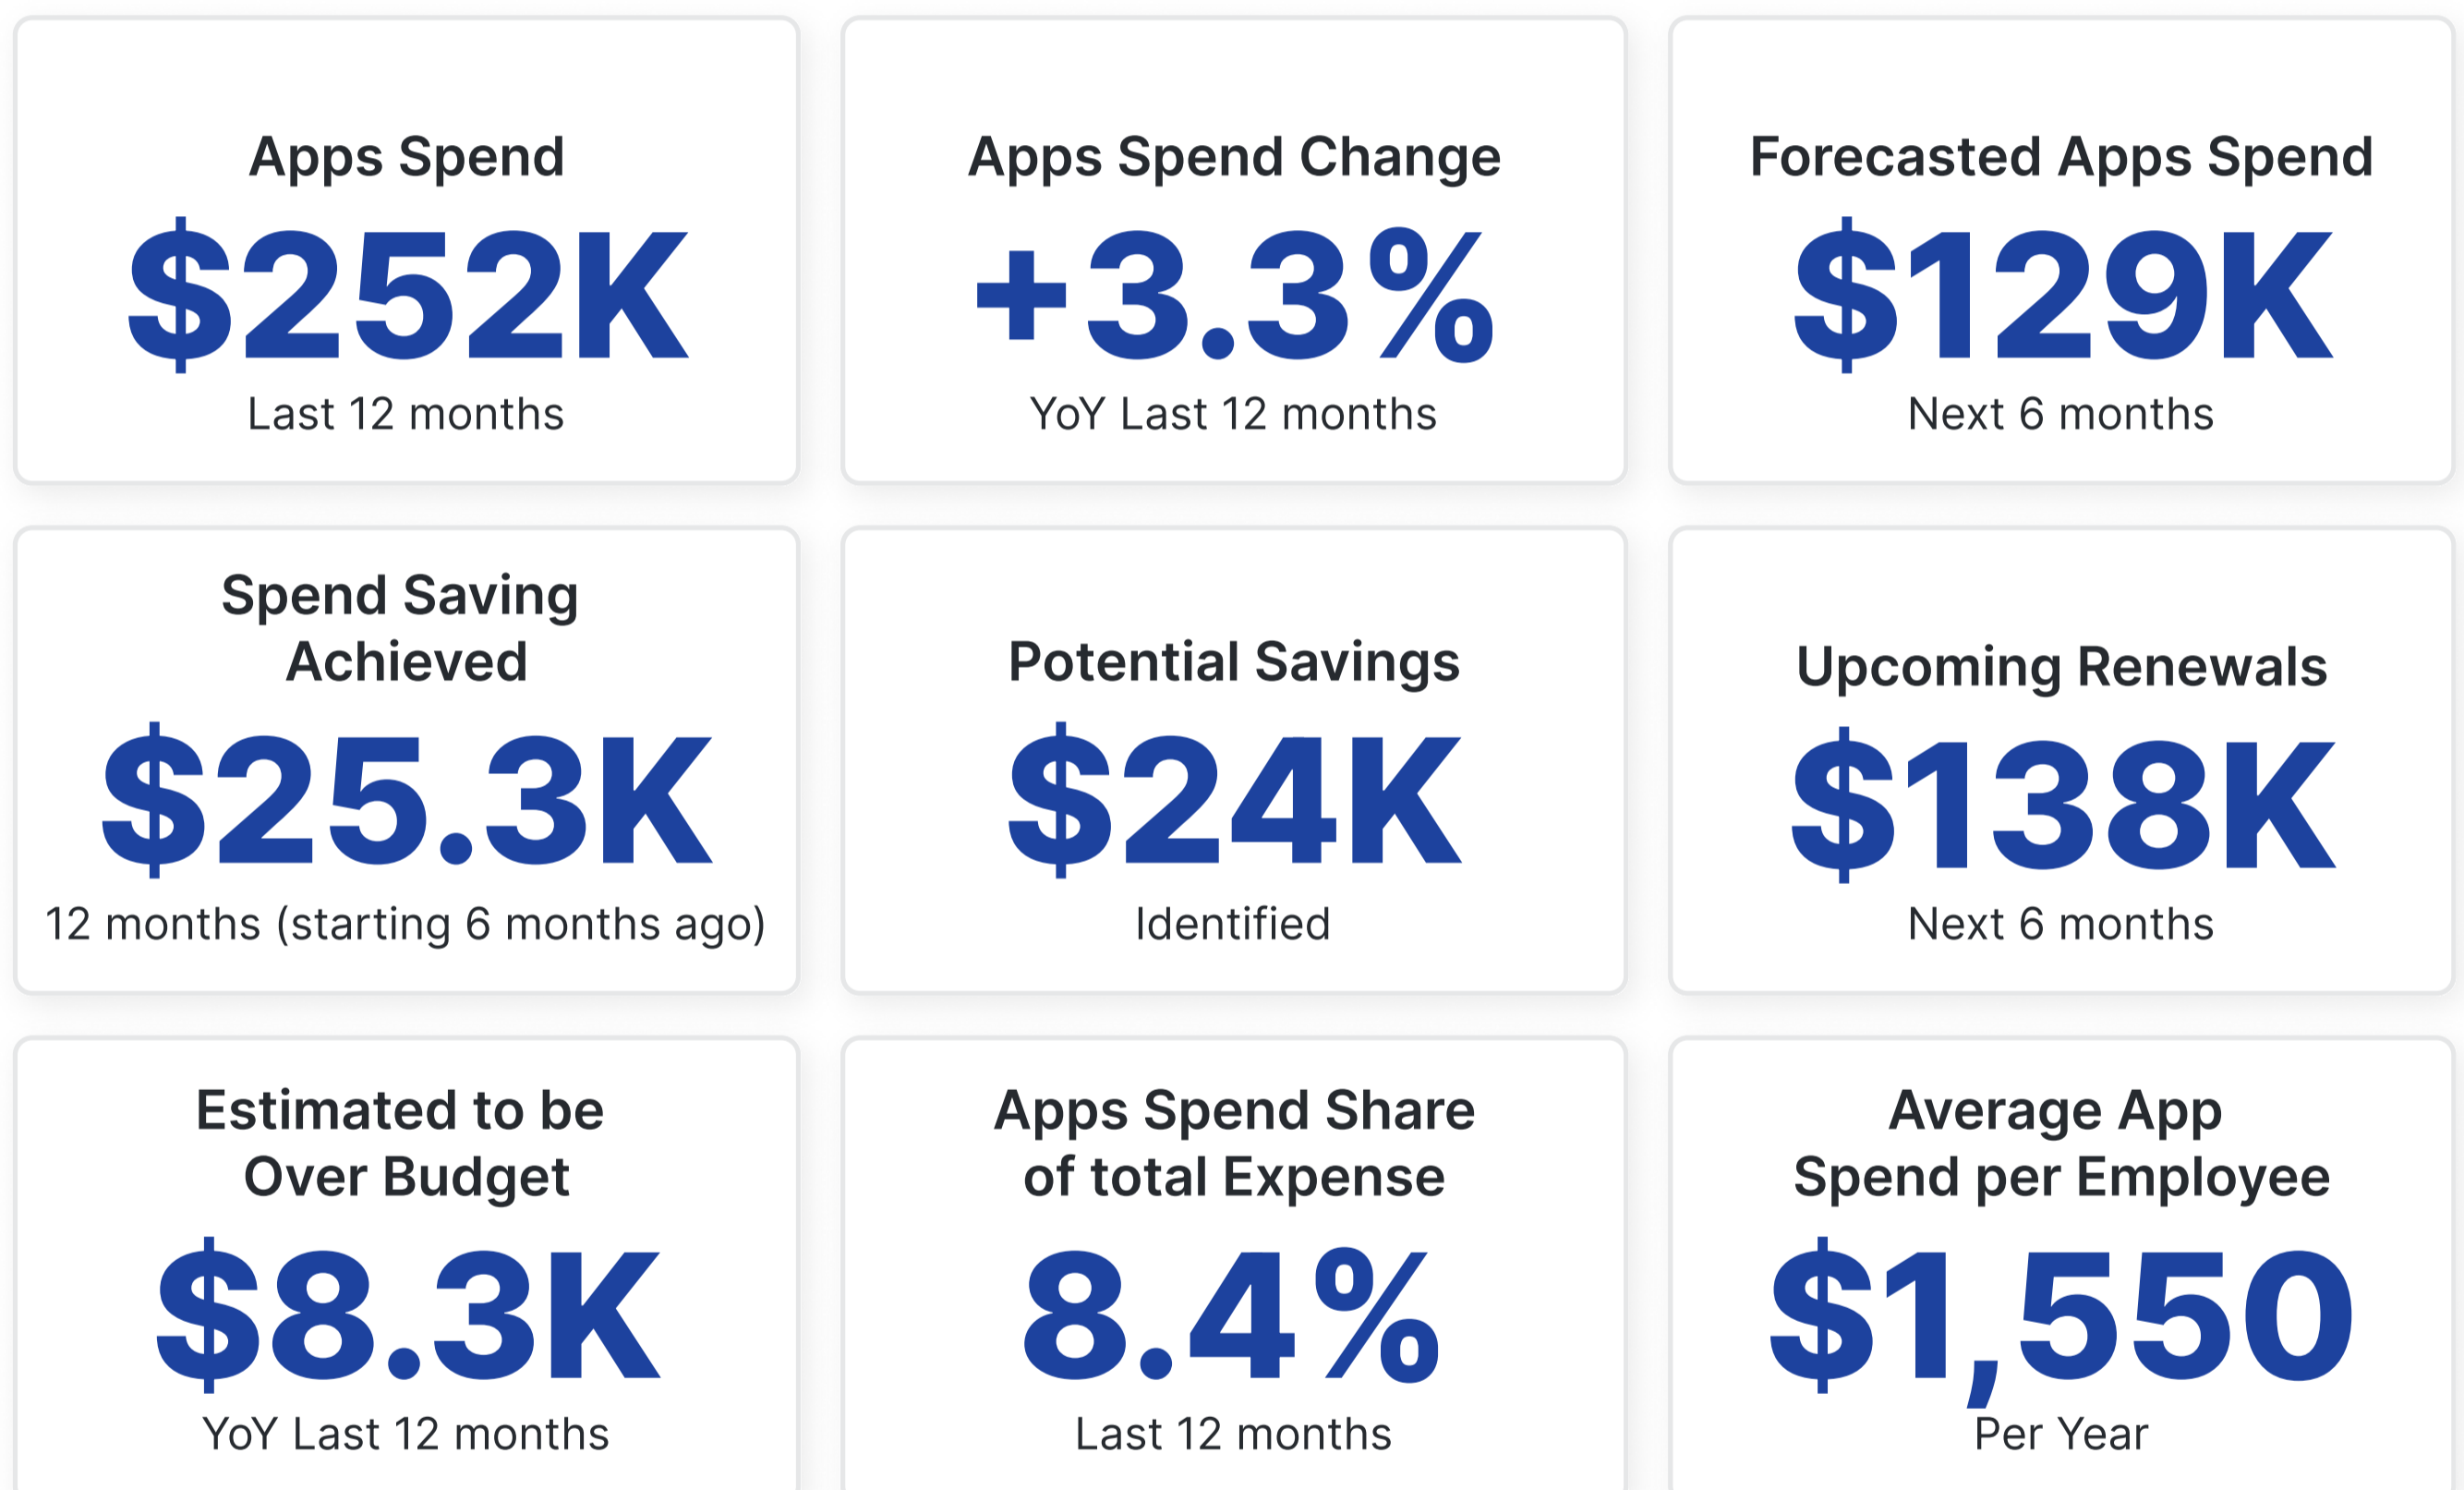 Apps Spend
$252K
Last 12 months
Apps Spend Change
+3.3%
YoY Last 12 months
Forecasted Apps Spend
$129K
Next 6 months
Spend Saving
Achieved
$25.3K
12 months (starting 6 months ago)
Potential Savings
$24K
Identified
Upcoming Renewals
$138K
Next 6 months
Estimated to be
Over Budget
$8.3K
YoY Last 12 months
Apps Spend Share
of total Expense
8.4%
Last 12 months
Average App
Spend per Employee
$1,550
Per Year